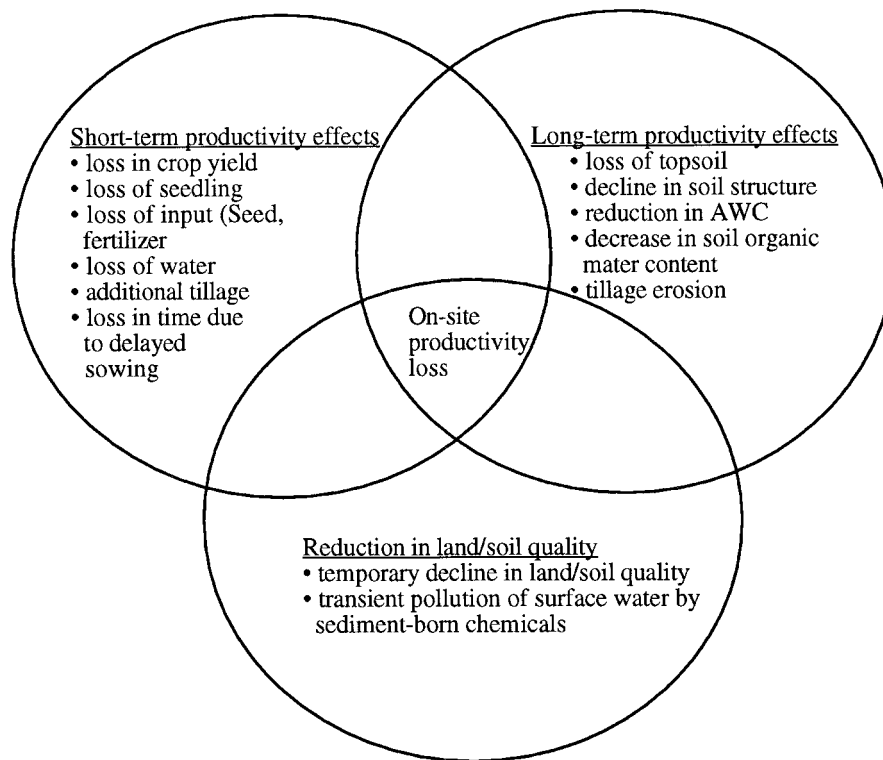 Short-term productivity effects
• loss in crop yield
• loss of seedling
• loss of input (Seed,
fertilizer
• loss of water
• additional tillage
• loss in time due
to delayed
sowing
Long-term productivity effects
• loss of topsoil
• decline in soil structure
• reduction in AWC
• decrease in soil organic
mater content
• tillage erosion
On-site
productivity
loss
Reduction in land/soil quality
• temporary decline in land/soil quality
• transient pollution of surface water by
sediment-born chemicals